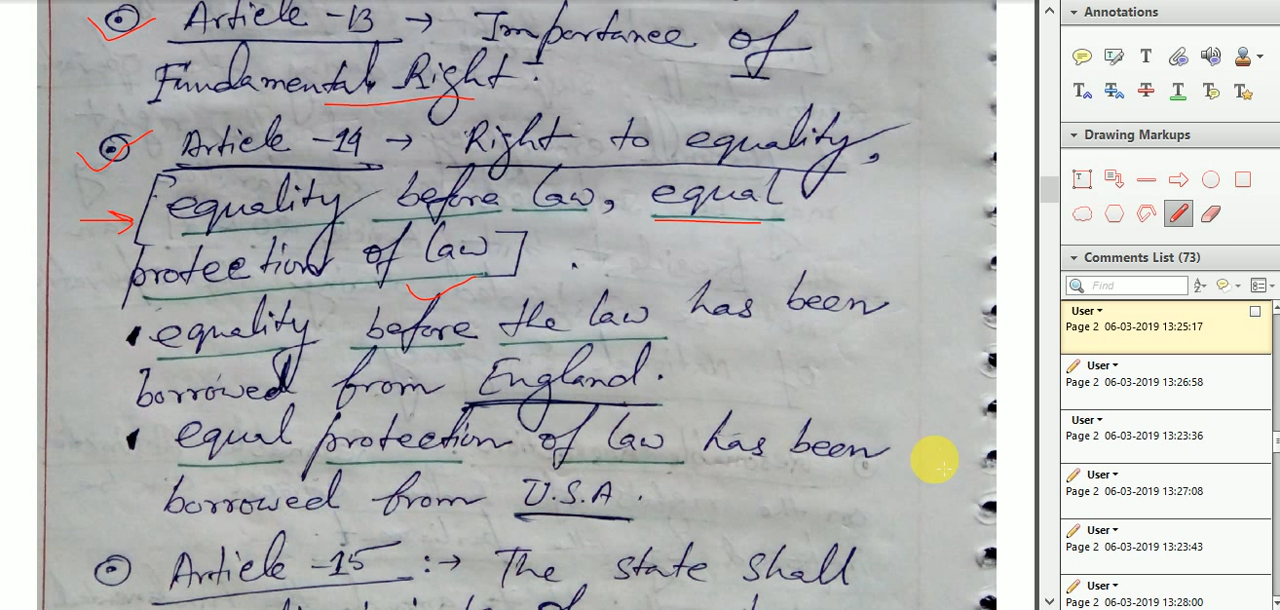 Article -13 → Importance of
Fundamental Right.
Article -14 → Right to equality,
[equality before law, equal
protection of law] .
equality before the law has been
borrowed from England.
equal protection of law has been
borrowed from U.S.A.
Article -15 :→ The state shall
Annotations
T
T T T T T T
Drawing Markups
T
Comments List (73)
Find
User
Page 2 06-03-2019 13:25:17
User
Page 2 06-03-2019 13:26:58
User
Page 2 06-03-2019 13:23:36
User
Page 2 06-03-2019 13:27:08
User
Page 2 06-03-2019 13:23:43
User
Page 2 06-03-2019 13:28:00